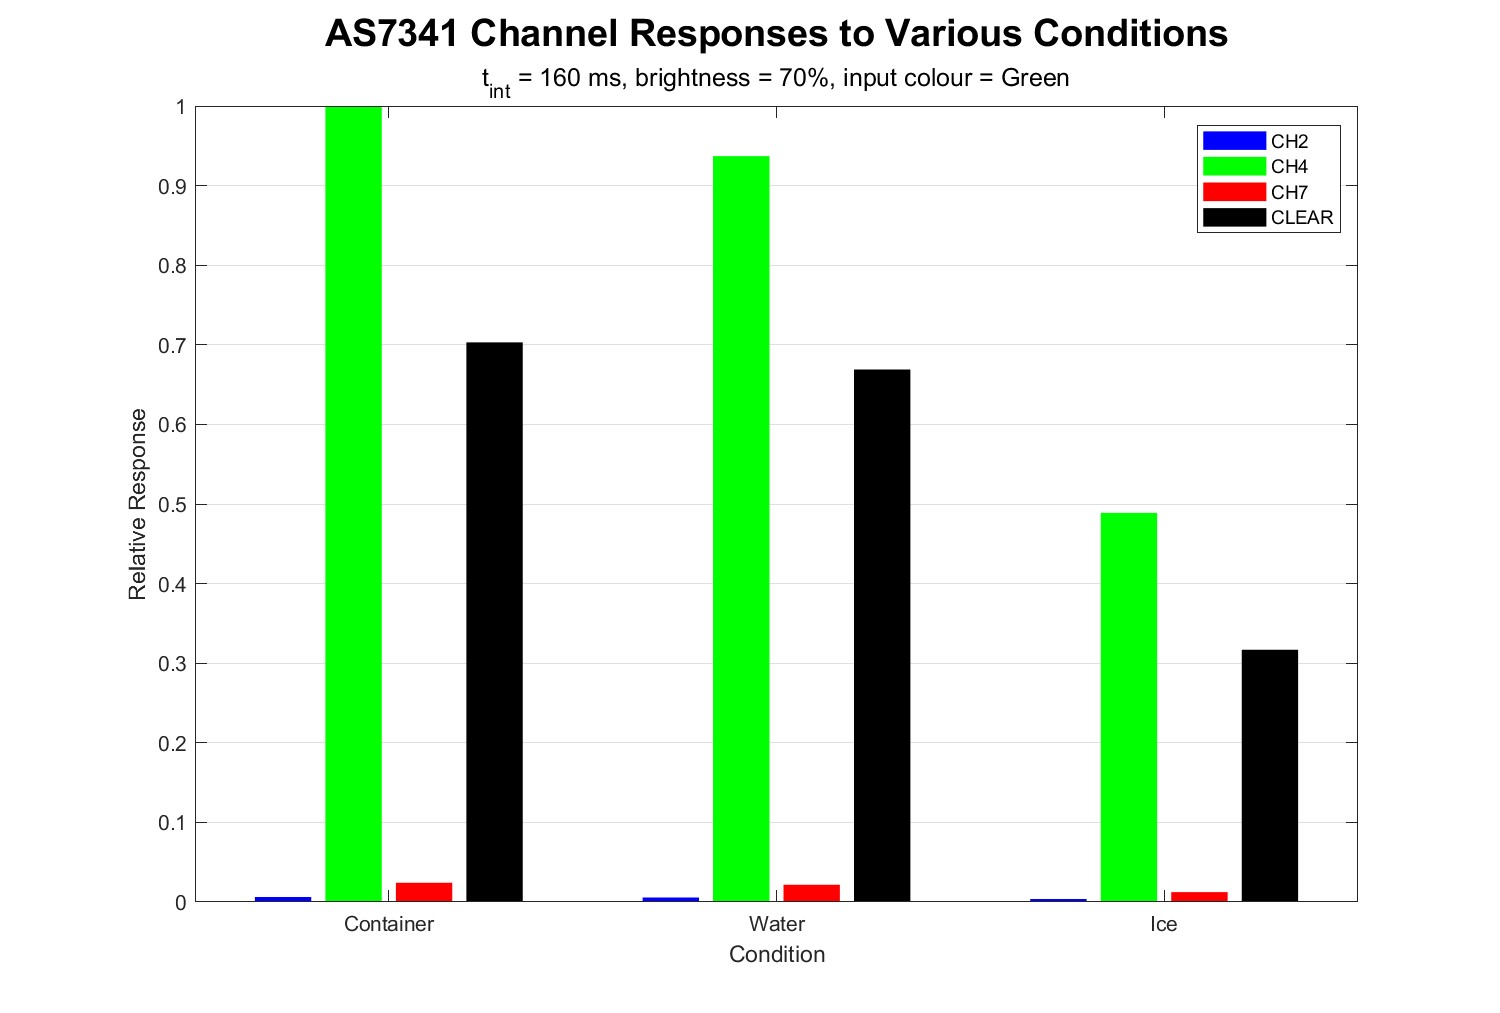 AS7341 Channel Responses to Various Conditions
t_int = 160 ms, brightness = 70%, input colour = Green
1
0.9
0.8
0.7
0.6
0.5
0.4
0.3
0.2
0.1
0
Relative Response
CH2
CH4
CH7
CLEAR
Container
Water
Ice
Condition